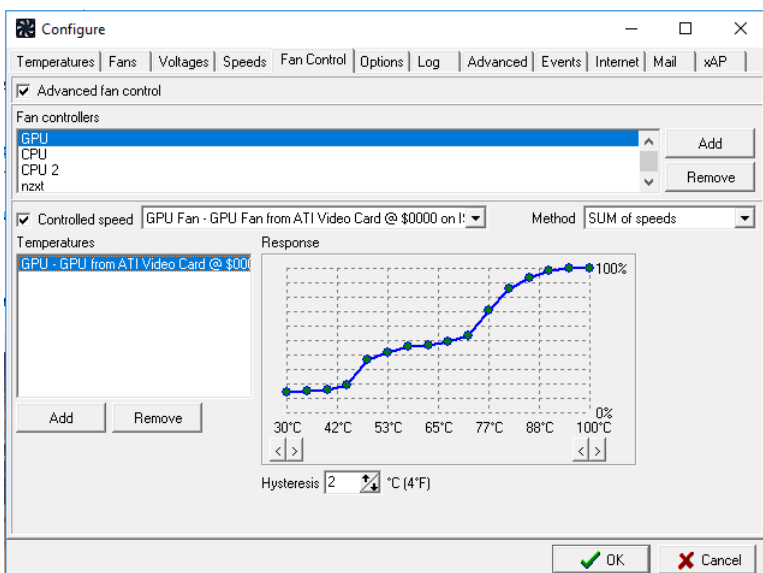 Configure
Temperatures Fans Voltages Speeds Fan Control Options Log Advanced Events Internet Mail xAP
Advanced fan control
Fan controllers
GPU
CPU
CPU 2
nzxt
Add
Remove
Controlled speed GPU Fan - GPU Fan from ATI Video Card @ $0000 on Method SUM of speeds
Temperatures Response
GPU - GPU from ATI Video Card @ $000
100%
0%
30°C 42°C 53°C 65°C 77°C 88°C 100°C
< > < >
Add Remove
Hysteresis 2 °C (4°F)
OK Cancel